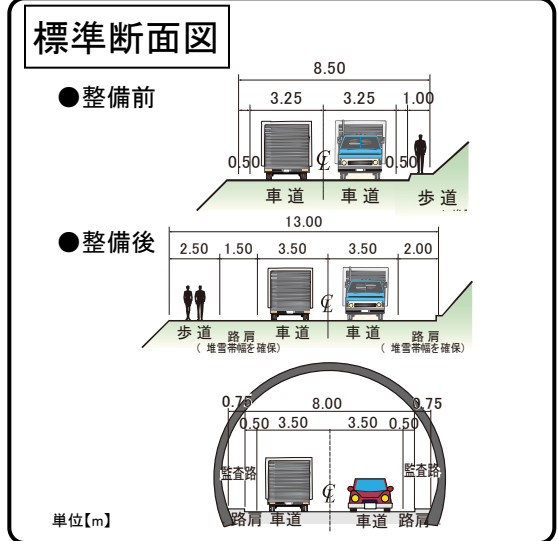 標準断面図
●整備前
8.50
3.25 3.25 1.00
0.50 ℄ 0.50
車道 車道 歩道
●整備後
13.00
2.50 1.50 3.50 3.50 2.00
℄
歩道 路肩 車道 車道 路肩
(堆雪帯幅を確保) (堆雪帯幅を確保)
0.75 8.00 0.75
0.50 3.50 3.50 0.50
監査路 ℄ 監査路
路肩 車道 車道 路肩
単位【m】